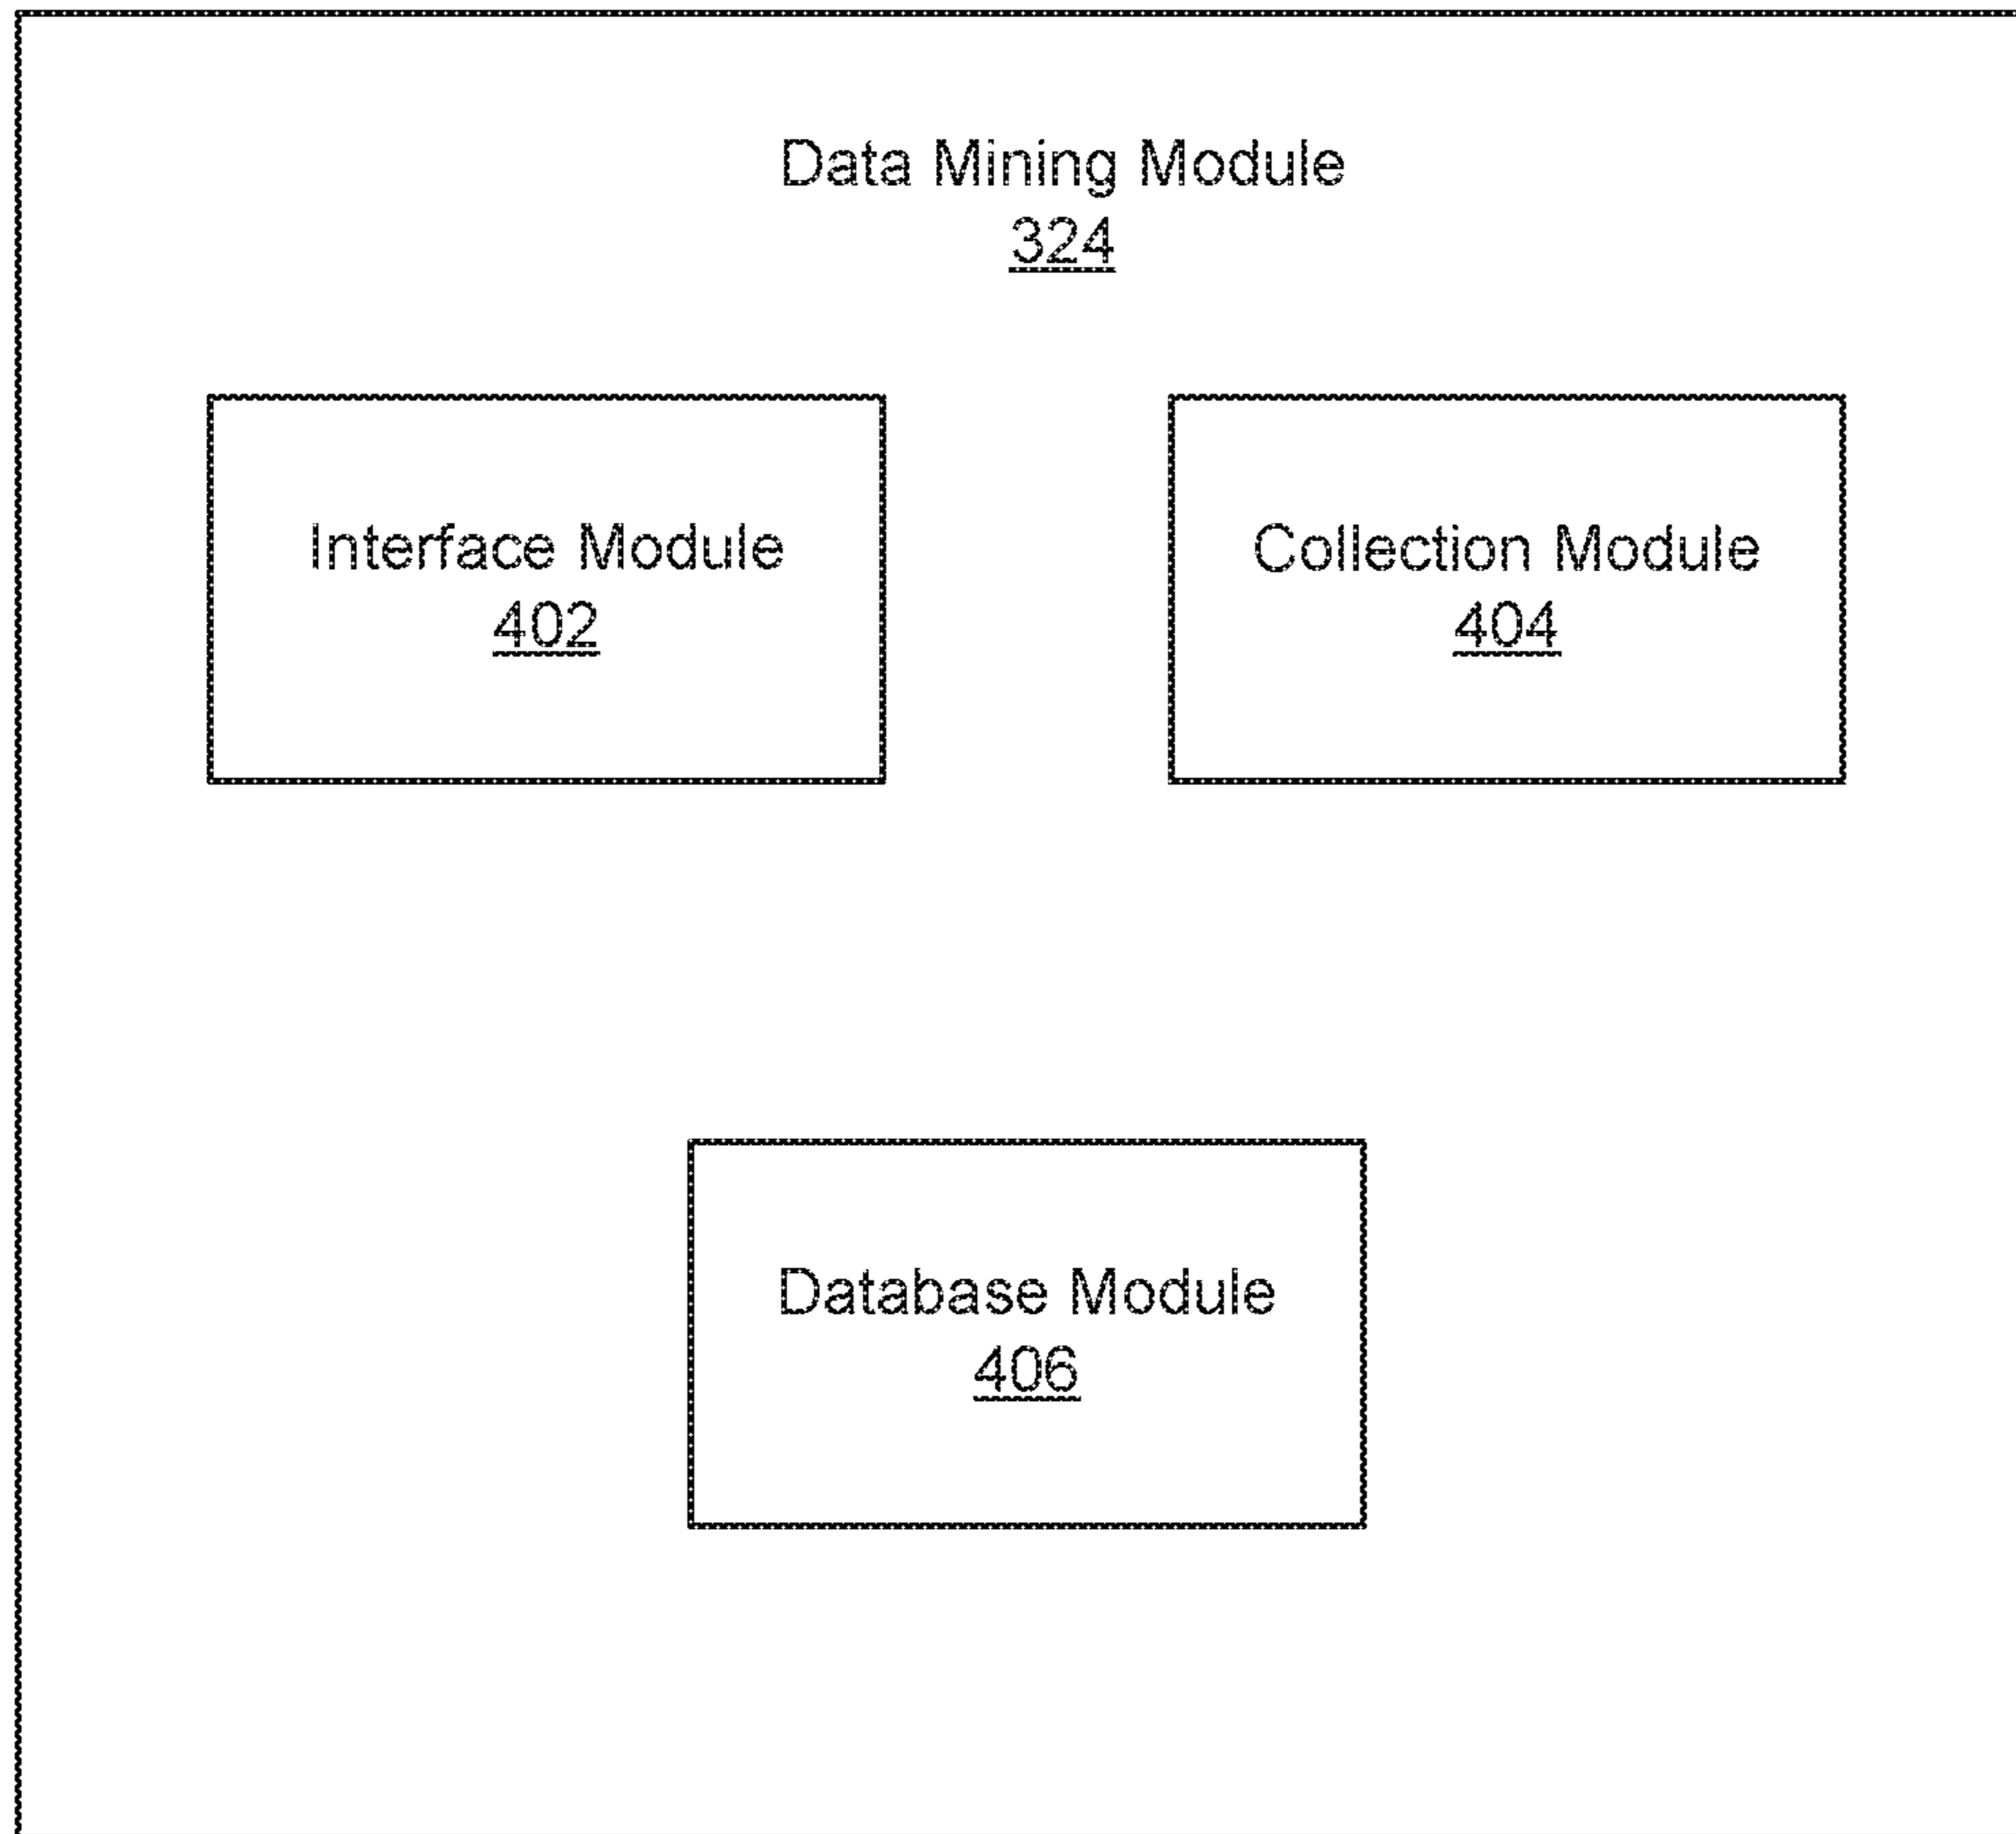 Data Mining Module
324
Interface Module
402
Collection Module
404
Database Module
406